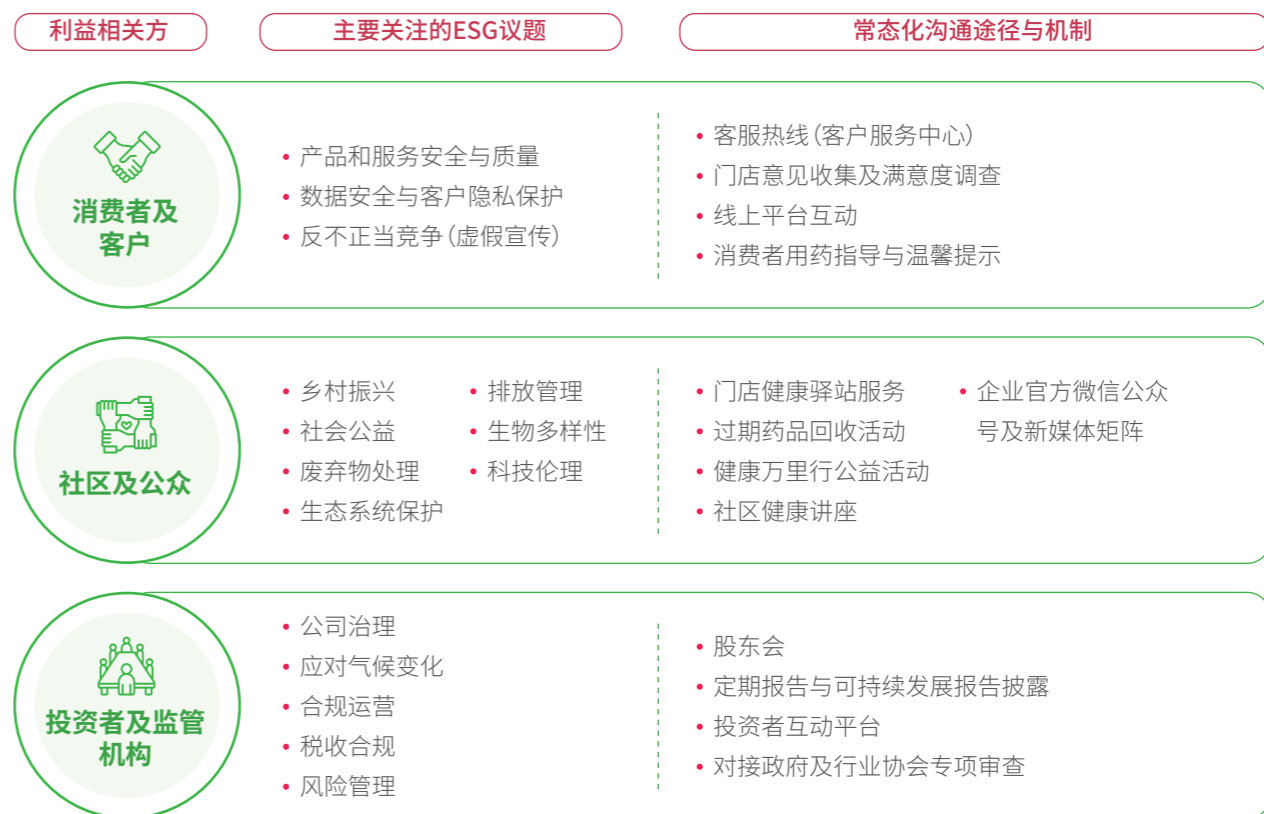 利益相关方
主要关注的ESG议题
常态化沟通途径与机制
消费者及
客户
• 产品和服务安全与质量
• 数据安全与客户隐私保护
• 反不正当竞争(虚假宣传)
• 客服热线(客户服务中心)
• 门店意见收集及满意度调查
• 线上平台互动
• 消费者用药指导与温馨提示
社区及公众
• 乡村振兴
• 社会公益
• 废弃物处理
• 生态系统保护
• 排放管理
• 生物多样性
• 科技伦理
• 门店健康驿站服务
• 过期药品回收活动
• 健康万里行公益活动
• 社区健康讲座
• 企业官方微信公众
号及新媒体矩阵
投资者及监管
机构
• 公司治理
• 应对气候变化
• 合规运营
• 税收合规
• 风险管理
• 股东会
• 定期报告与可持续发展报告披露
• 投资者互动平台
• 对接政府及行业协会专项审查